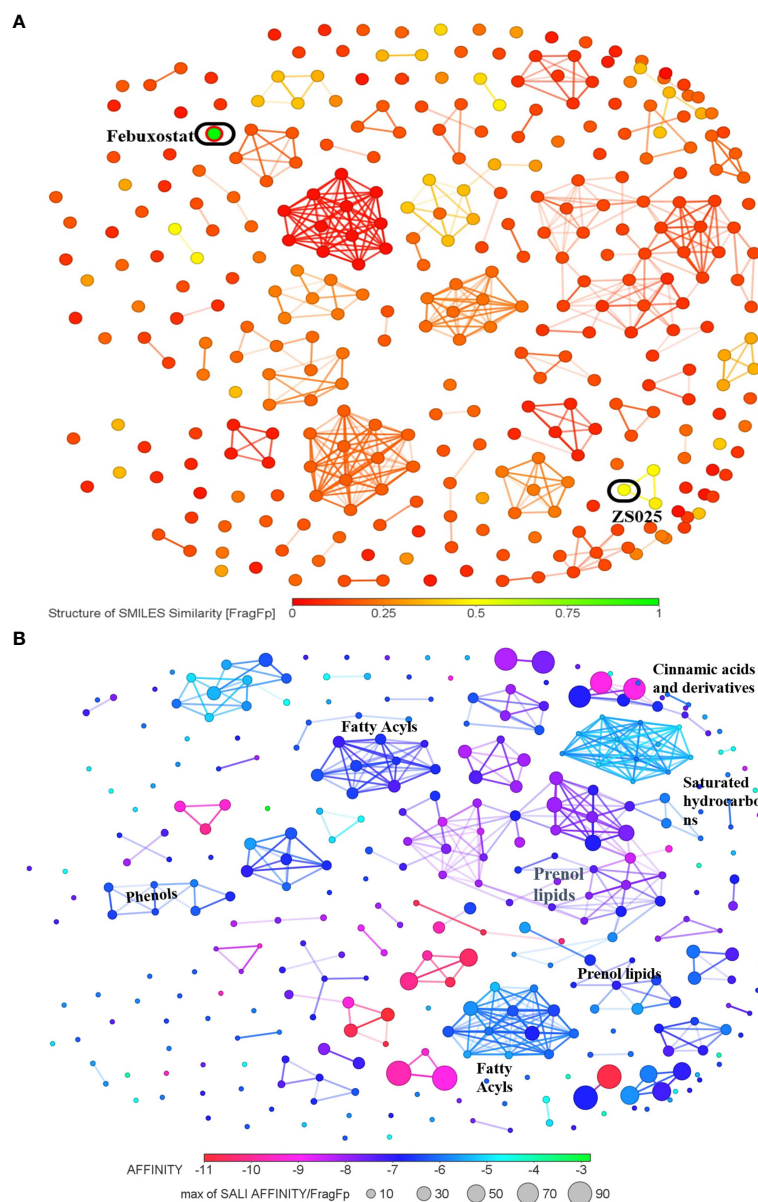 A
Febuxostat
ZS025
Structure of SMILES Similarity [FragFp]
0 0.25 0.5 0.75 1
B
Cinnamic acids
and derivatives
Fatty Acyls
Saturated
hydrocarbo
ns
Prenol
lipids
Phenols
Prenol lipids
Fatty
Acyls
AFFINITY
-11 -10 -9 -8 -7 -6 -5 -4 -3
max of SALI AFFINITY/FragFp 10 30 50 70 90